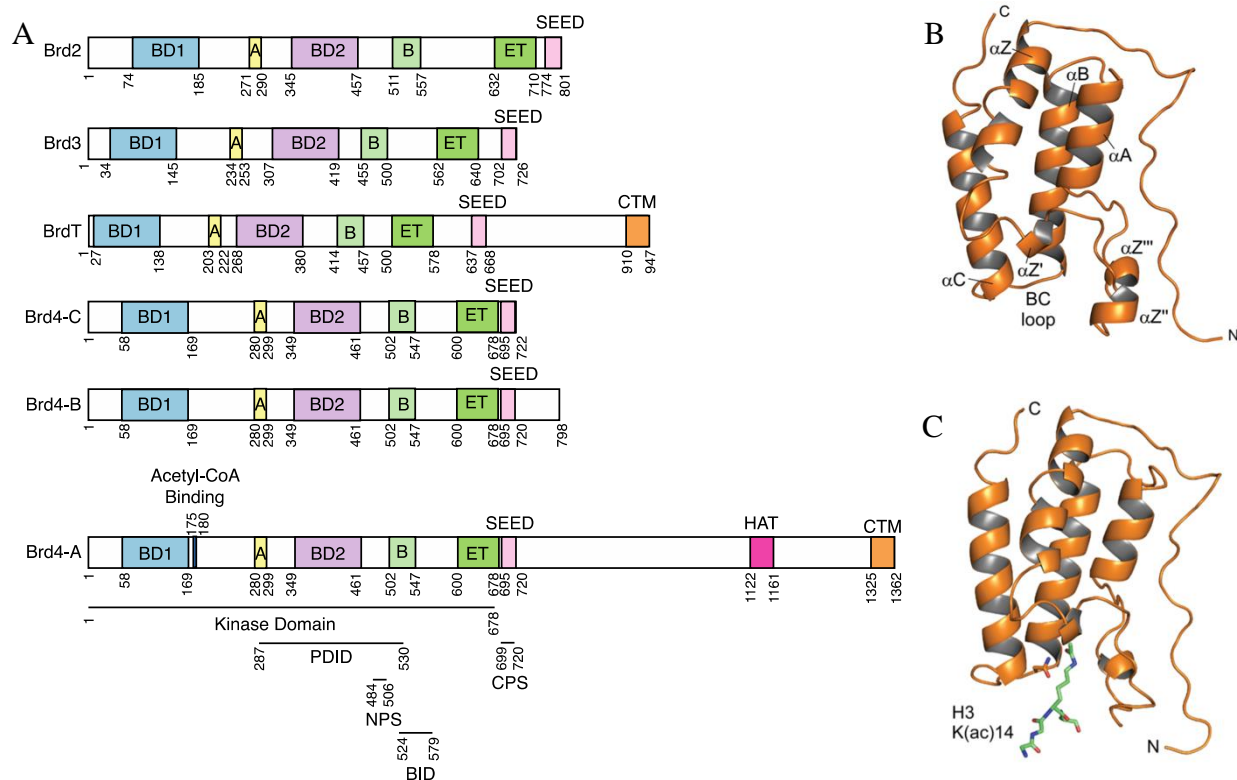 A
SEED
Brd2 BD1 A BD2 B ET
1 74 185 271 290 345 457 511 557 632 710 774 801
SEED
Brd3 BD1 A BD2 B ET
1 34 145 234 253 307 419 455 500 562 640 702 726
SEED CTM
BrdT BD1 A BD2 B ET
1 27 138 203 222 268 380 414 457 500 578 637 668 910 947
SEED
Brd4-C BD1 A BD2 B ET
1 58 169 280 299 349 461 502 547 600 678 695 722
SEED
Brd4-B BD1 A BD2 B ET
1 58 169 280 299 349 461 502 547 600 678 695 720 798
Acetyl-CoA
Binding
175 180
SEED HAT CTM
Brd4-A BD1 A BD2 B ET
1 58 169 280 299 349 461 502 547 600 678 695 720 1122 1161 1325 1362
1 Kinase Domain 678
287 PDID 530
699 720
CPS
484 506
NPS
524 579
BID
B
C
αZ
αB
αA
αZ'
αZ'''
αC
BC
loop
αZ"
N
C
C
H3
K(ac)14
N